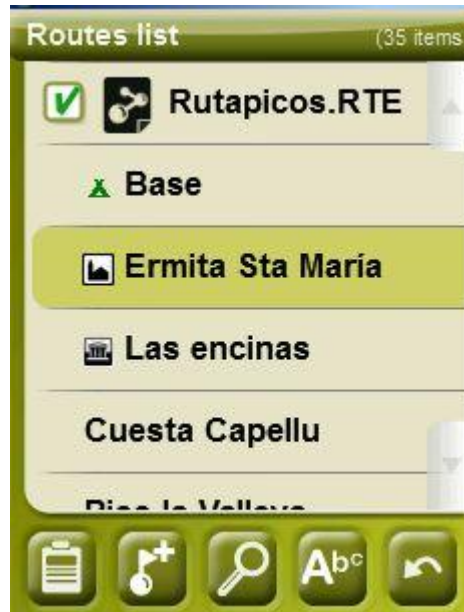 Routes list
(35 items
Rutapicos.RTE
Base
Ermita Sta María
Las encinas
Cuesta Capellu
Abc